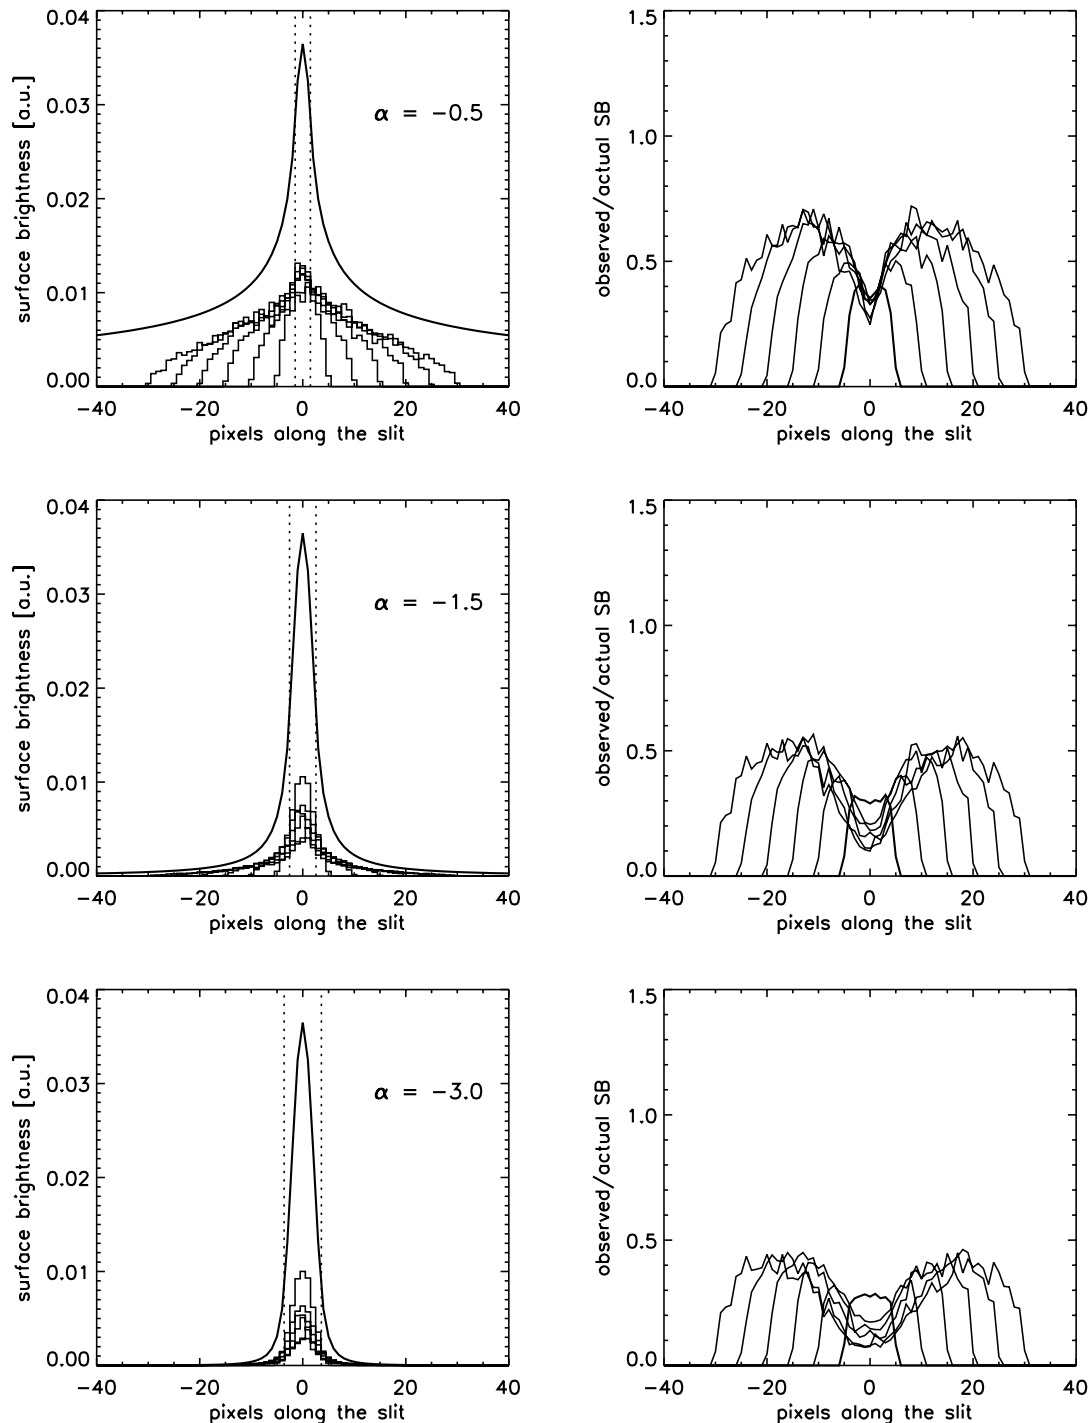 0.04
0.03
0.02
0.01
0.00
surface brightness [a.u.]
α = −0.5
−40 −20 0 20 40
pixels along the slit
1.5
1.0
0.5
0.0
observed/actual SB
−40 −20 0 20 40
pixels along the slit
0.04
0.03
0.02
0.01
0.00
surface brightness [a.u.]
α = −1.5
−40 −20 0 20 40
pixels along the slit
1.5
1.0
0.5
0.0
observed/actual SB
−40 −20 0 20 40
pixels along the slit
0.04
0.03
0.02
0.01
0.00
surface brightness [a.u.]
α = −3.0
−40 −20 0 20 40
pixels along the slit
1.5
1.0
0.5
0.0
observed/actual SB
−40 −20 0 20 40
pixels along the slit